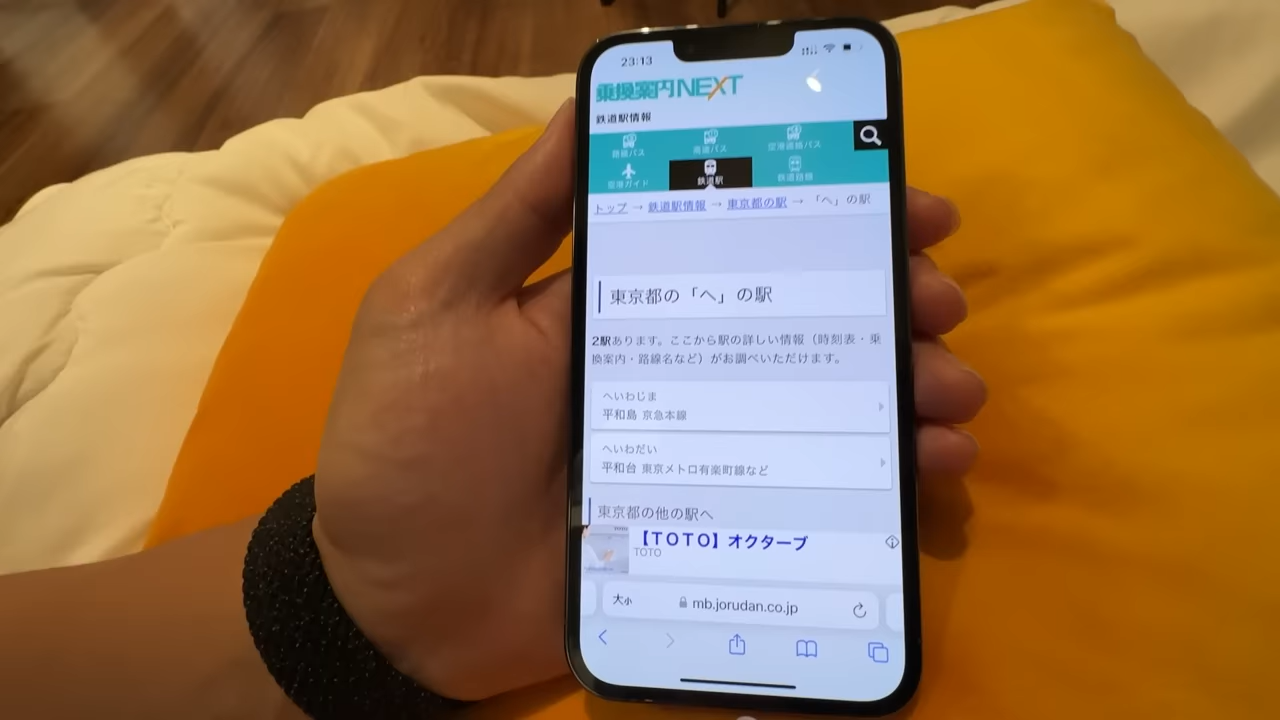 23:13
乗換案内NEXT
鉄道駅情報
路線バス 高速バス 空港連絡バス
空港ガイド 鉄道駅 鉄道路線
トップ → 鉄道駅情報 → 東京都の駅 → 「へ」の駅
東京都の「へ」の駅
2駅あります。ここから駅の詳しい情報（時刻表・乗
換案内・路線名など）がお調べいただけます。
へいわじま
平和島 京急本線
へいわだい
平和台 東京メトロ有楽町線など
東京都の他の駅へ
【ＴＯＴＯ】オクターブ
TOTO
大小 mb.jorudan.co.jp